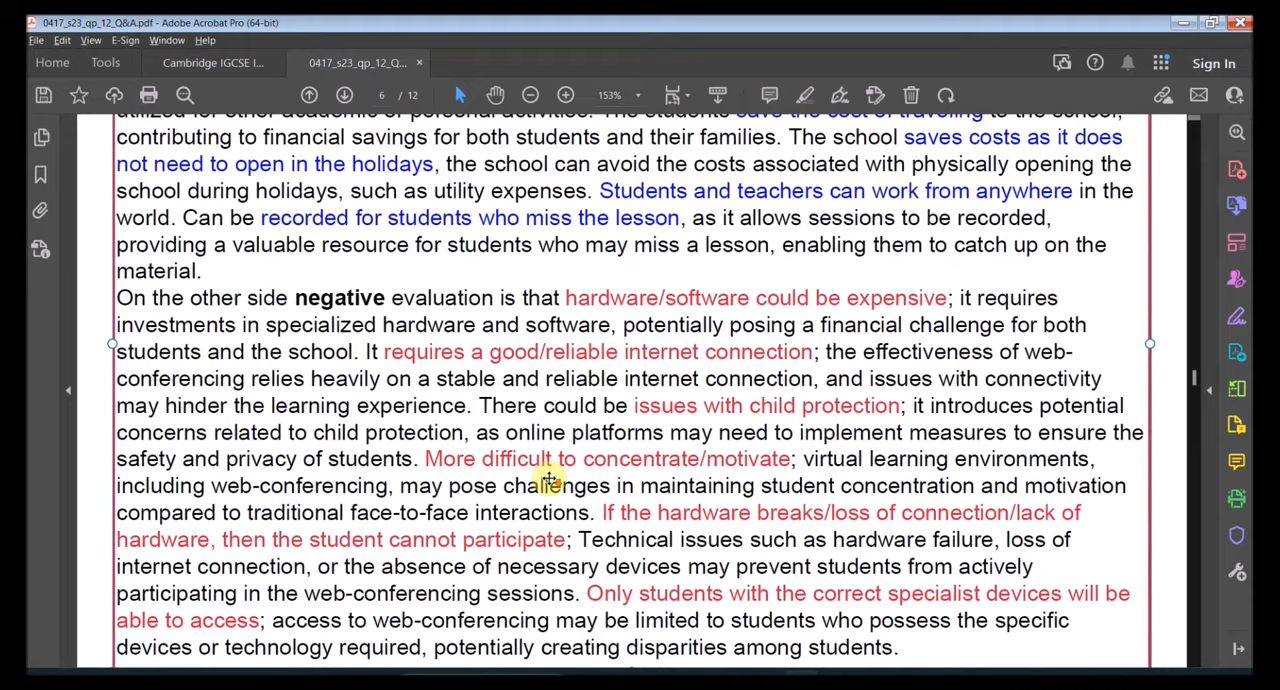 0417_s23_qp_12_Q&A.pdf - Adobe Acrobat Pro (64-bit)
File Edit View E-Sign Window Help
Home Tools Cambridge IGCSE I... 0417_s23_qp_12_Q... × Sign In
6 / 12 153%
utilized for other academic or personal activities. The students save the cost of traveling to the school,
contributing to financial savings for both students and their families. The school saves costs as it does
not need to open in the holidays, the school can avoid the costs associated with physically opening the
school during holidays, such as utility expenses. Students and teachers can work from anywhere in the
world. Can be recorded for students who miss the lesson, as it allows sessions to be recorded,
providing a valuable resource for students who may miss a lesson, enabling them to catch up on the
material.
On the other side negative evaluation is that hardware/software could be expensive; it requires
investments in specialized hardware and software, potentially posing a financial challenge for both
students and the school. It requires a good/reliable internet connection; the effectiveness of web-
conferencing relies heavily on a stable and reliable internet connection, and issues with connectivity
may hinder the learning experience. There could be issues with child protection; it introduces potential
concerns related to child protection, as online platforms may need to implement measures to ensure the
safety and privacy of students. More difficult to concentrate/motivate; virtual learning environments,
including web-conferencing, may pose challenges in maintaining student concentration and motivation
compared to traditional face-to-face interactions. If the hardware breaks/loss of connection/lack of
hardware, then the student cannot participate; Technical issues such as hardware failure, loss of
internet connection, or the absence of necessary devices may prevent students from actively
participating in the web-conferencing sessions. Only students with the correct specialist devices will be
able to access; access to web-conferencing may be limited to students who possess the specific
devices or technology required, potentially creating disparities among students.